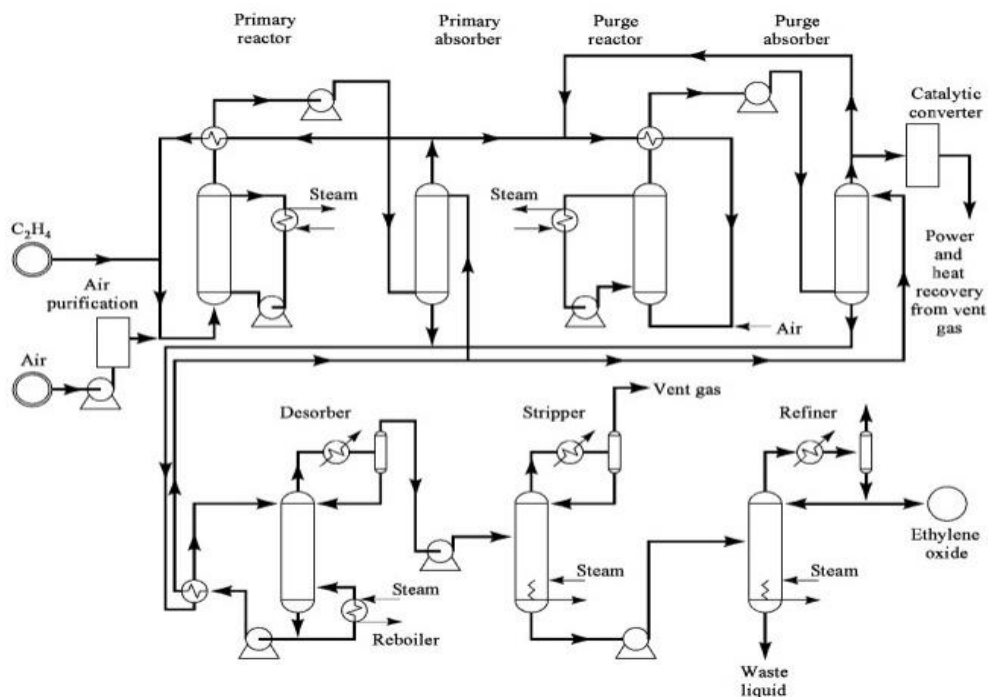 Primary
reactor
Primary
absorber
Purge
reactor
Purge
absorber
Catalytic
converter
Steam
Steam
C₂H₄
Air
purification
Power
and
heat
recovery
from vent
gas
Air
Air
Vent gas
Desorber
Stripper
Refiner
Ethylene
oxide
Steam
Steam
Steam
Reboiler
Waste
liquid